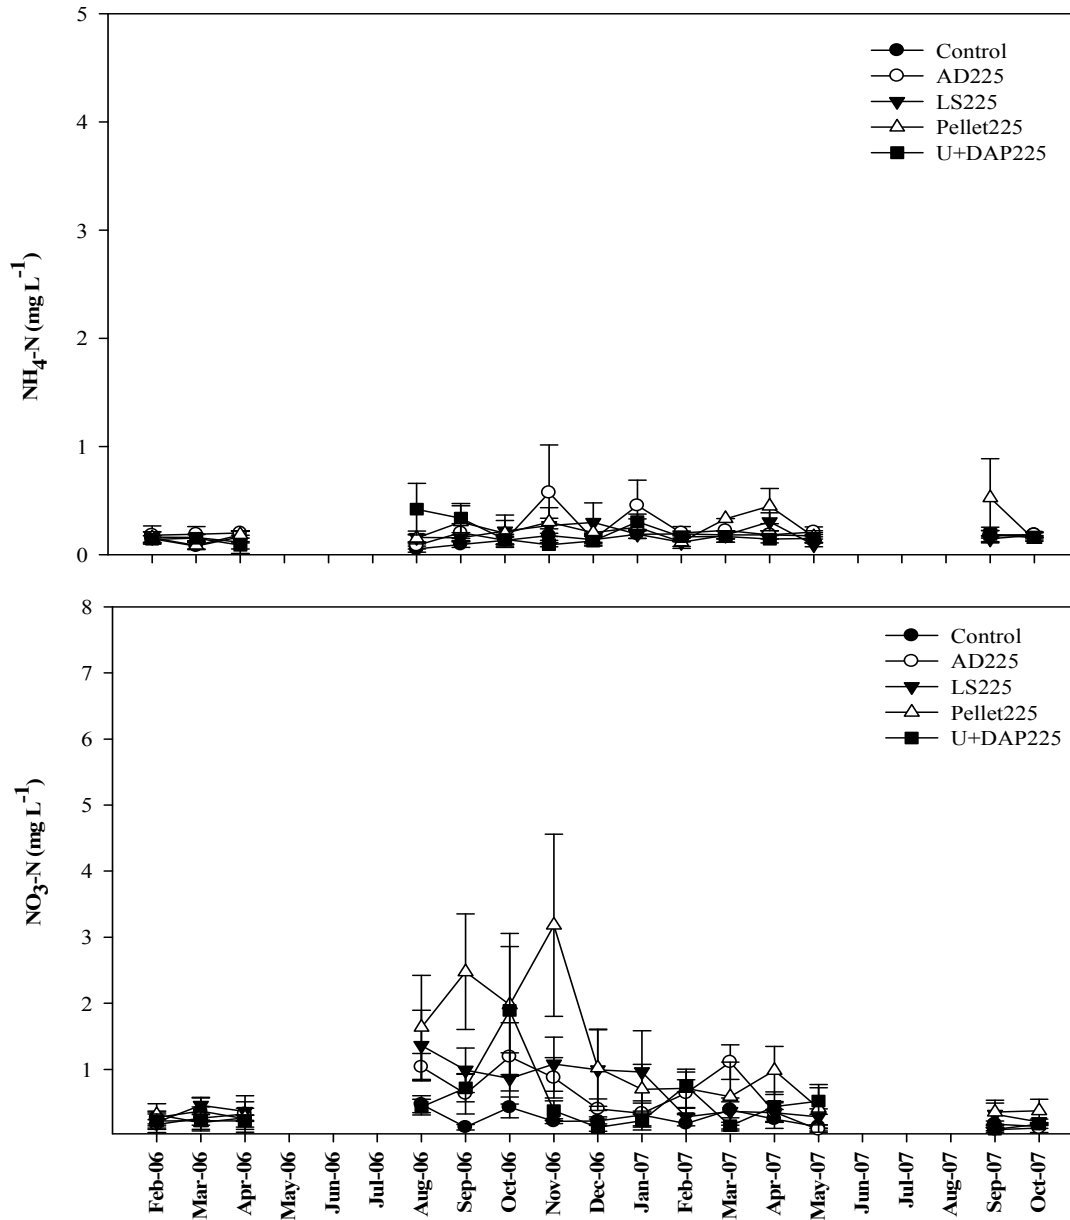 5
4
3
2
1
0
NH4-N (mg L-1)
Control
AD225
LS225
Pellet225
U+DAP225
8
7
6
5
4
3
2
1
NO3-N (mg L-1)
Control
AD225
LS225
Pellet225
U+DAP225
Feb-06
Mar-06
Apr-06
May-06
Jun-06
Jul-06
Aug-06
Sep-06
Oct-06
Nov-06
Dec-06
Jan-07
Feb-07
Mar-07
Apr-07
May-07
Jun-07
Jul-07
Aug-07
Sep-07
Oct-07